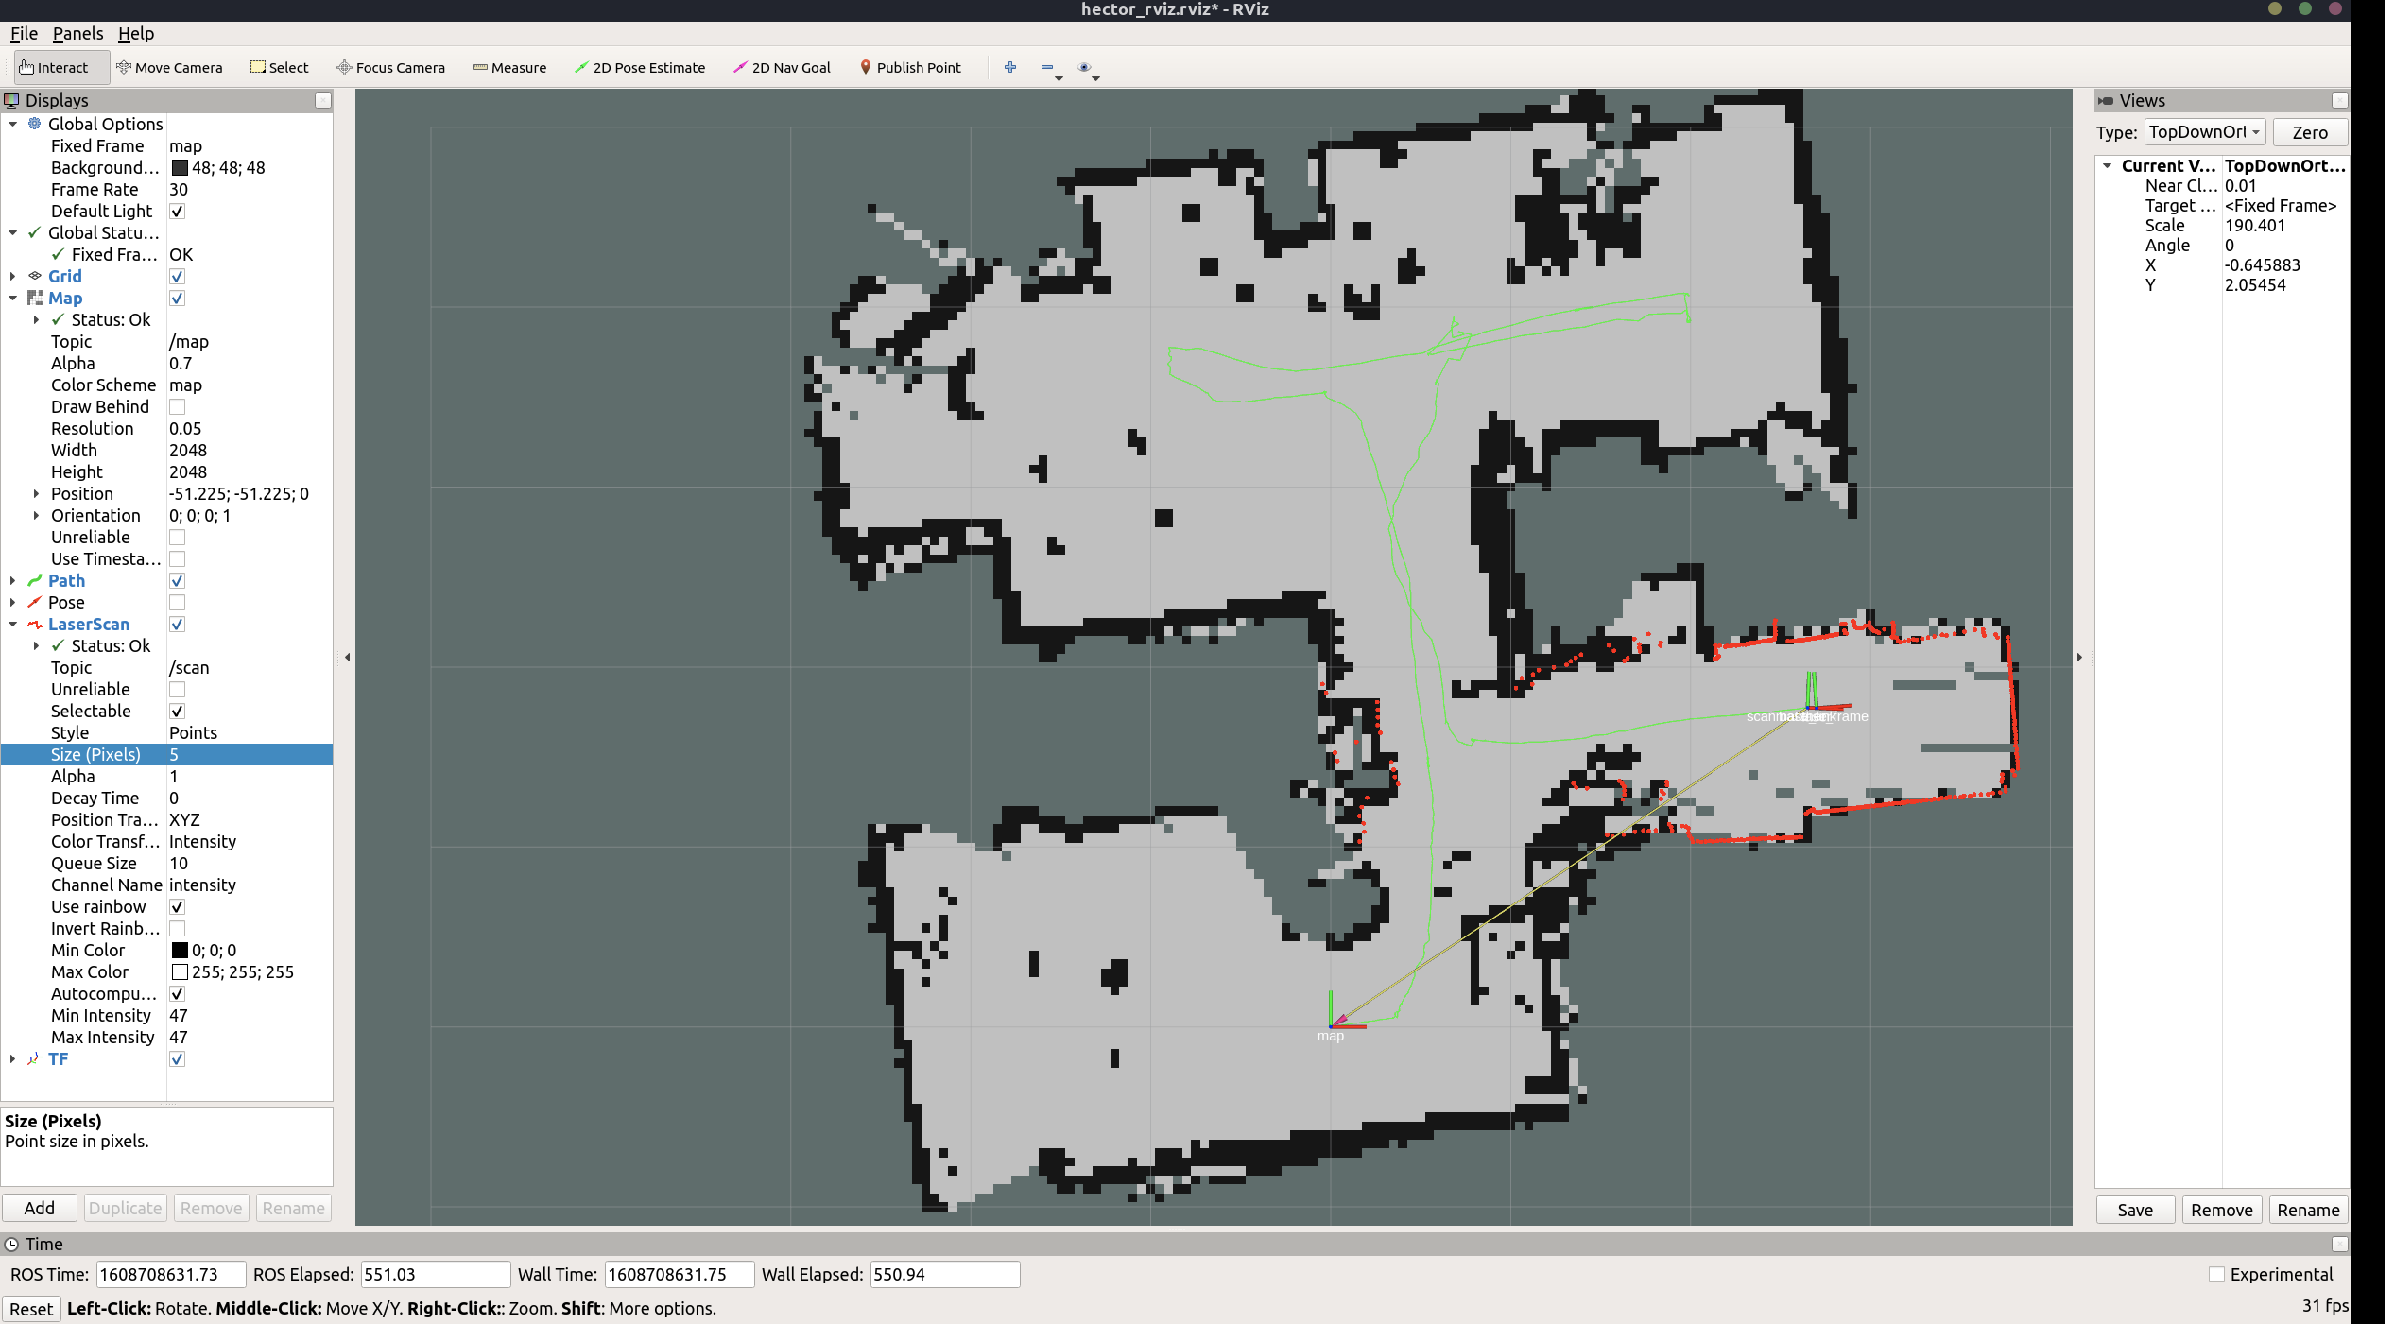 hector_rviz.rviz* - RViz
File Panels Help
Interact Move Camera Select Focus Camera Measure 2D Pose Estimate 2D Nav Goal Publish Point
Displays
Global Options
Fixed Frame map
Background... 48; 48; 48
Frame Rate 30
Default Light
Global Statu...
Fixed Fra... OK
Grid
Map
Status: Ok
Topic /map
Alpha 0.7
Color Scheme map
Draw Behind
Resolution 0.05
Width 2048
Height 2048
Position -51.225; -51.225; 0
Orientation 0; 0; 0; 1
Unreliable
Use Timesta...
Path
Pose
LaserScan
Status: Ok
Topic /scan
Unreliable
Selectable
Style Points
Size (Pixels) 5
Alpha 1
Decay Time 0
Position Tra... XYZ
Color Transf... Intensity
Queue Size 10
Channel Name intensity
Use rainbow
Invert Rainb...
Min Color 0; 0; 0
Max Color 255; 255; 255
Autocompu...
Min Intensity 47
Max Intensity 47
TF
Size (Pixels)
Point size in pixels.
Add Duplicate Remove Rename
map
Views
Type: TopDownOrt Zero
Current V... TopDownOrt...
Near Cl... 0.01
Target ... <Fixed Frame>
Scale 190.401
Angle 0
X -0.645883
Y 2.05454
Save Remove Rename
Time
ROS Time: 1608708631.73 ROS Elapsed: 551.03 Wall Time: 1608708631.75 Wall Elapsed: 550.94 Experimental
Reset Left-Click: Rotate. Middle-Click: Move X/Y. Right-Click:: Zoom. Shift: More options. 31 fps